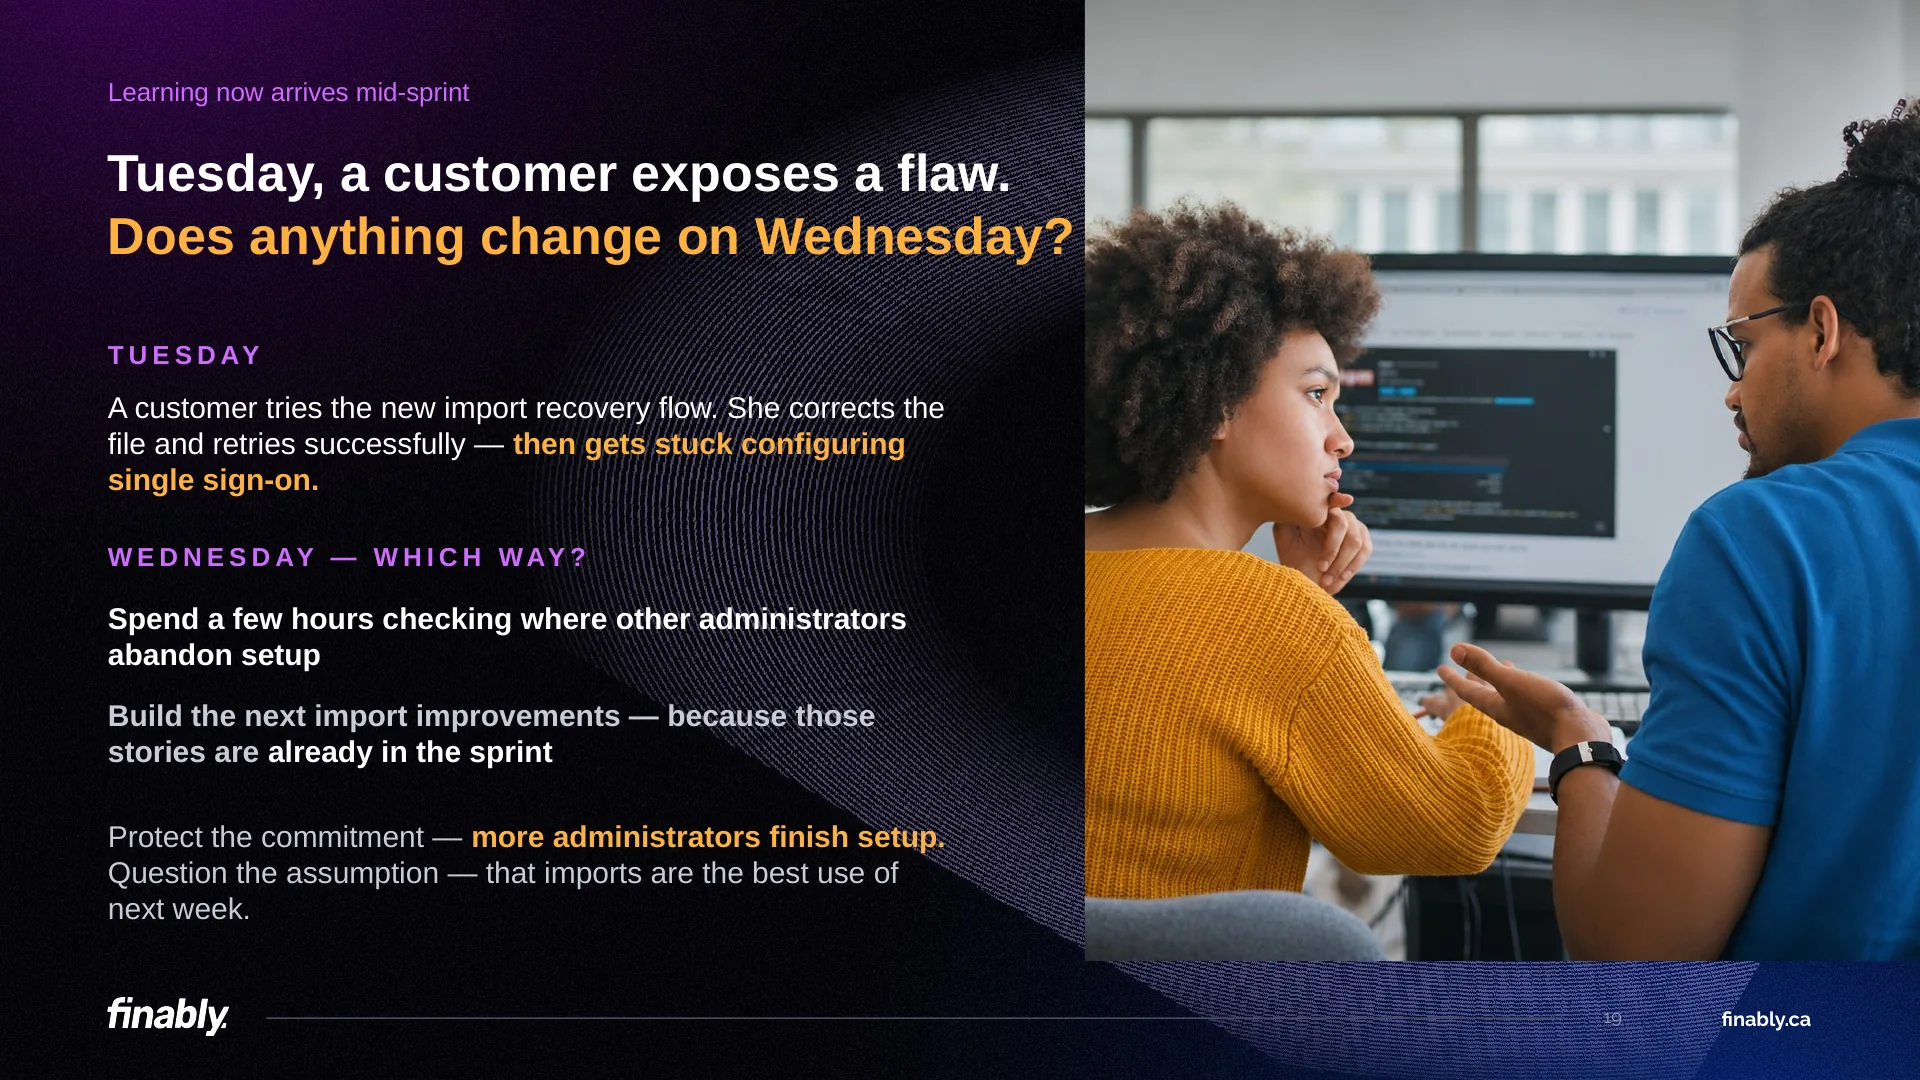 Learning now arrives mid-sprint
Tuesday, a customer exposes a flaw.
Does anything change on Wednesday?
TUESDAY
A customer tries the new import recovery flow. She corrects the
file and retries successfully — then gets stuck configuring
single sign-on.
WEDNESDAY — WHICH WAY?
Spend a few hours checking where other administrators
abandon setup
Build the next import improvements — because those
stories are already in the sprint
Protect the commitment — more administrators finish setup.
Question the assumption — that imports are the best use of
next week.
finably.
19
finably.ca